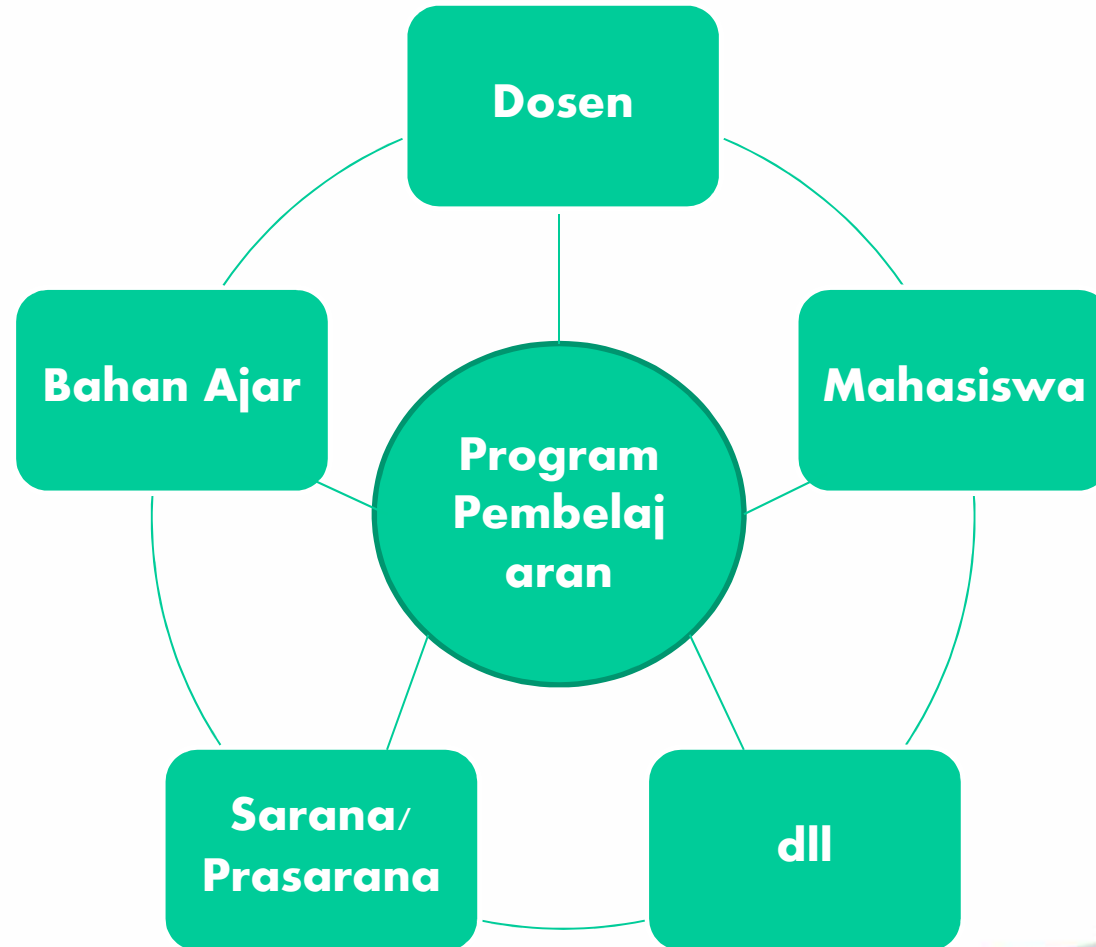 Dosen
Bahan Ajar
Mahasiswa
Program
Pembelaj
aran
Sarana/
Prasarana
dll